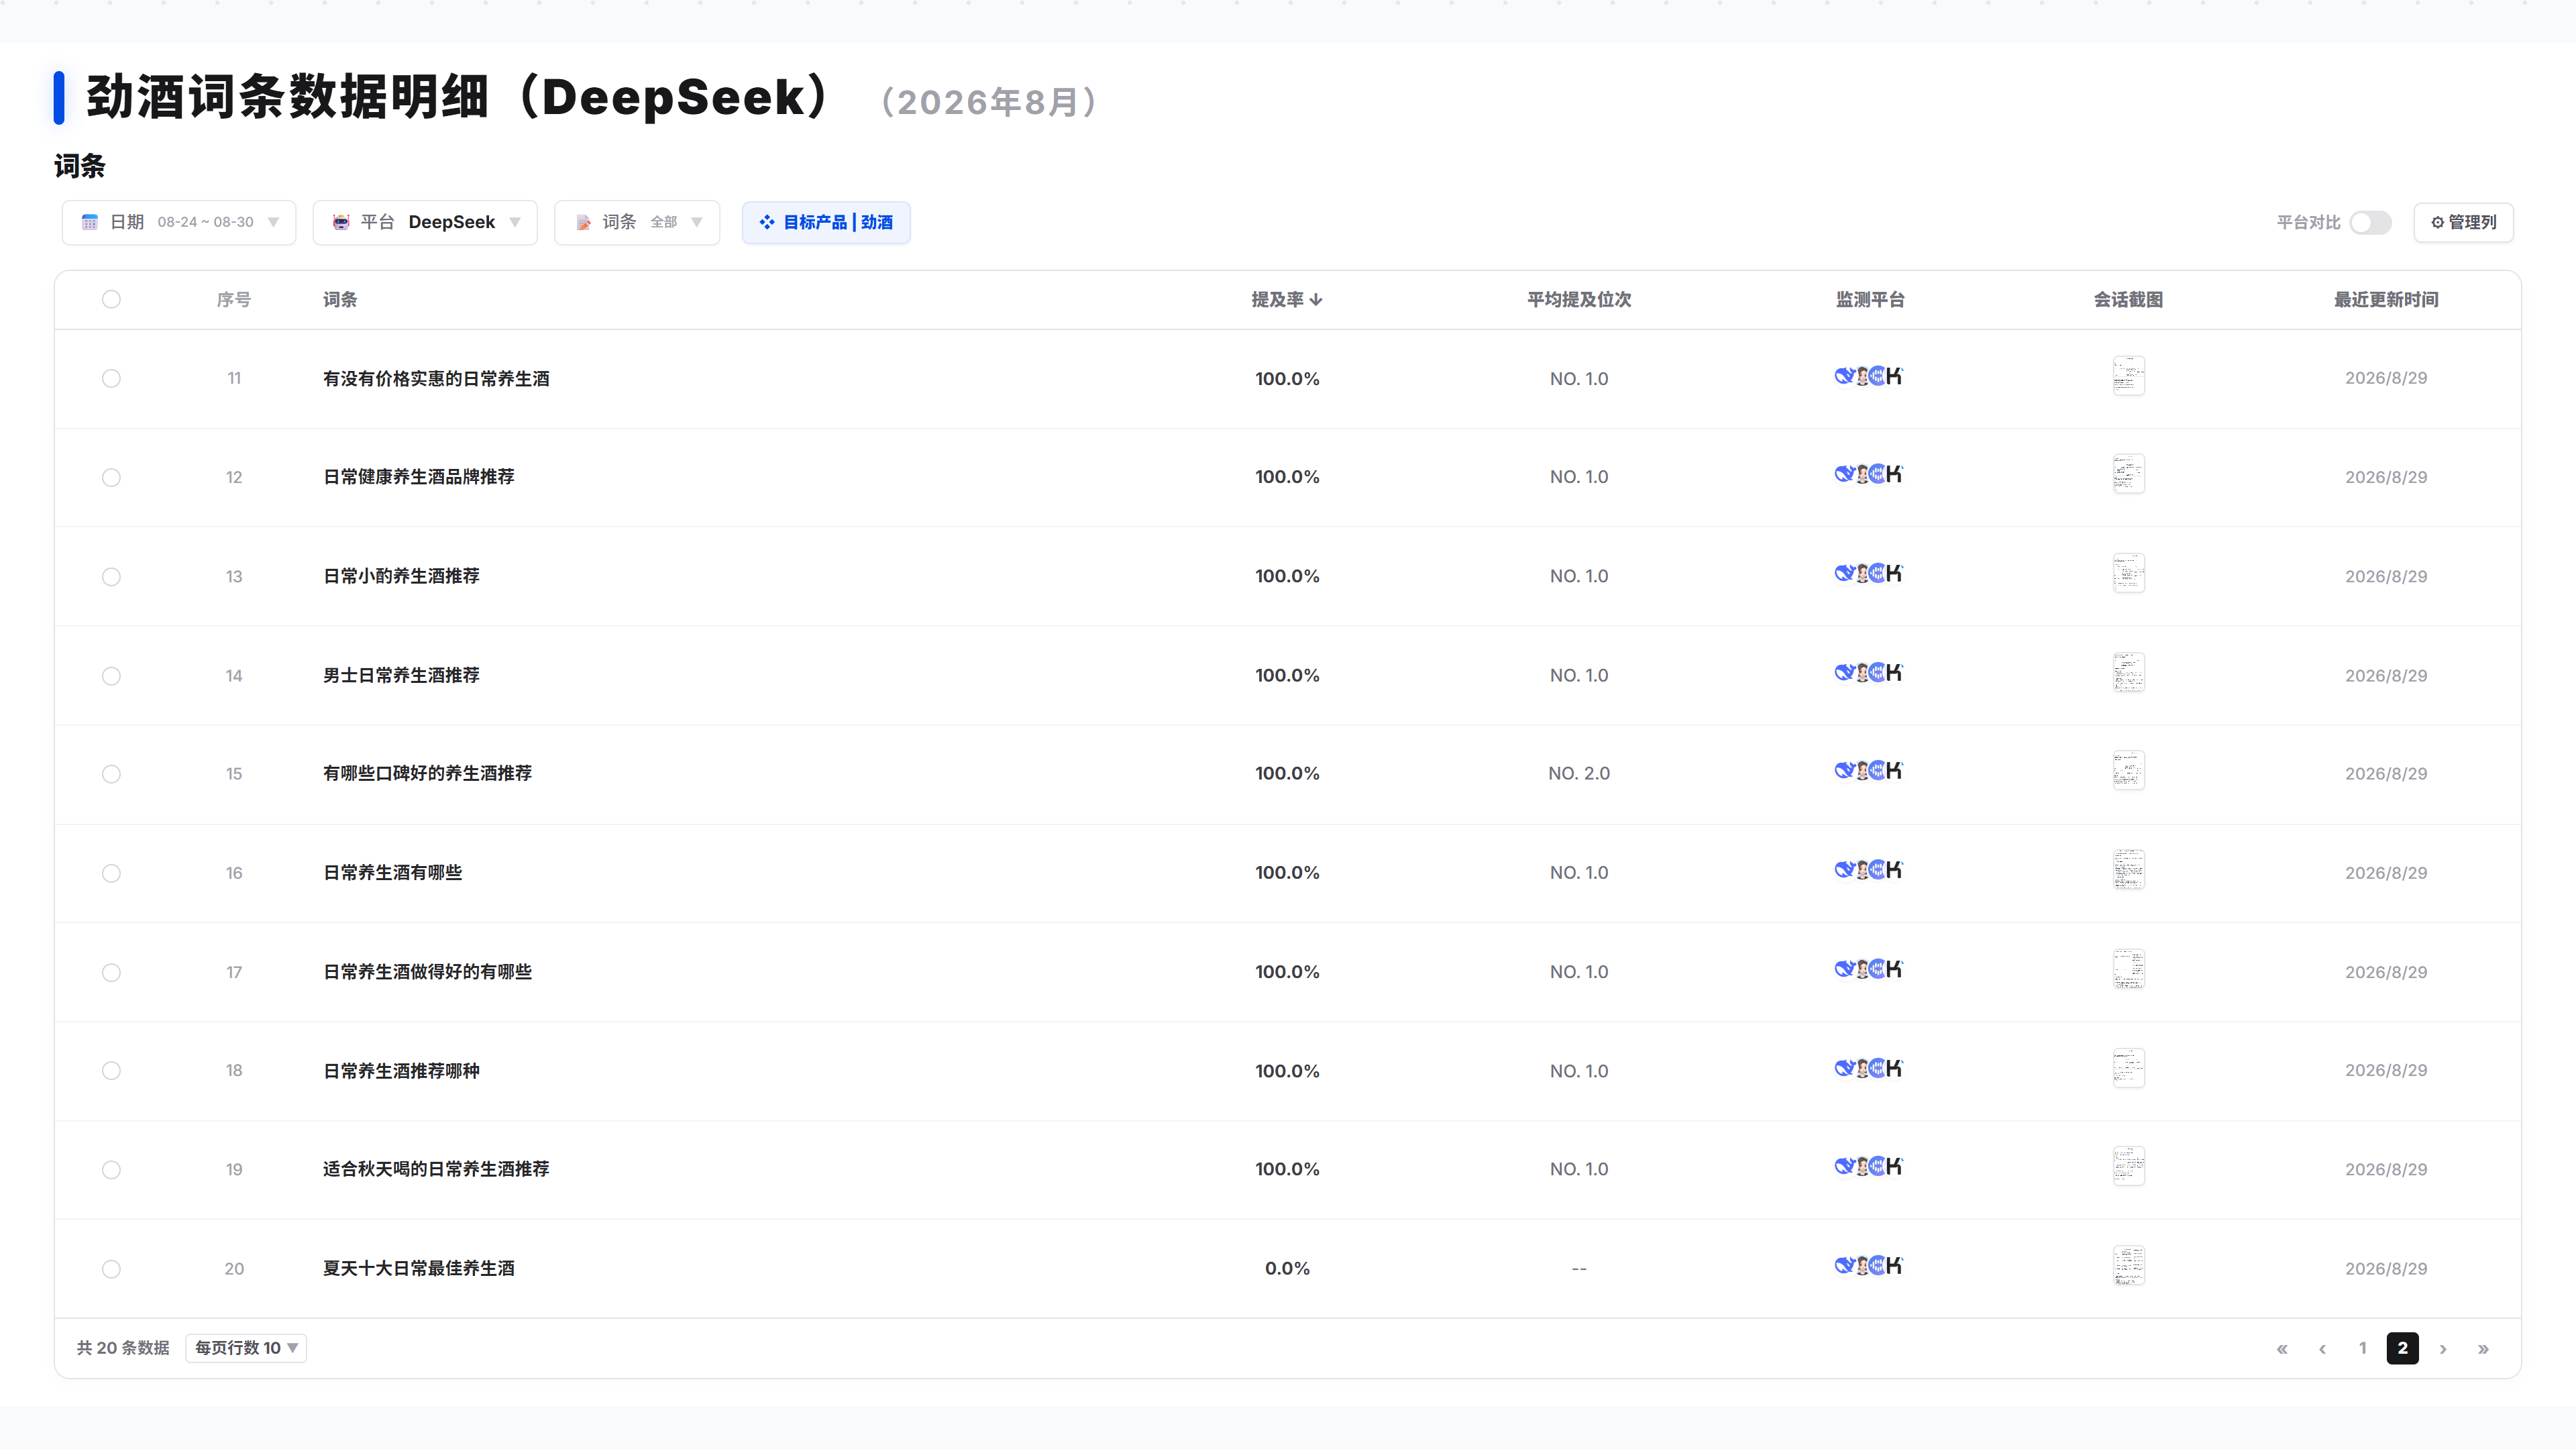 劲酒词条数据明细（DeepSeek）（2026年8月）
词条
日期 08-24 ~ 08-30 平台 DeepSeek 词条 全部 目标产品 | 劲酒 平台对比 管理列
序号 词条 提及率 ↓ 平均提及位次 监测平台 会话截图 最近更新时间
11 有没有价格实惠的日常养生酒 100.0% NO. 1.0 2026/8/29
12 日常健康养生酒品牌推荐 100.0% NO. 1.0 2026/8/29
13 日常小酌养生酒推荐 100.0% NO. 1.0 2026/8/29
14 男士日常养生酒推荐 100.0% NO. 1.0 2026/8/29
15 有哪些口碑好的养生酒推荐 100.0% NO. 2.0 2026/8/29
16 日常养生酒有哪些 100.0% NO. 1.0 2026/8/29
17 日常养生酒做得好的有哪些 100.0% NO. 1.0 2026/8/29
18 日常养生酒推荐哪种 100.0% NO. 1.0 2026/8/29
19 适合秋天喝的日常养生酒推荐 100.0% NO. 1.0 2026/8/29
20 夏天十大日常最佳养生酒 0.0% -- 2026/8/29
共 20 条数据 每页行数 10 « ‹ 1 2 › »